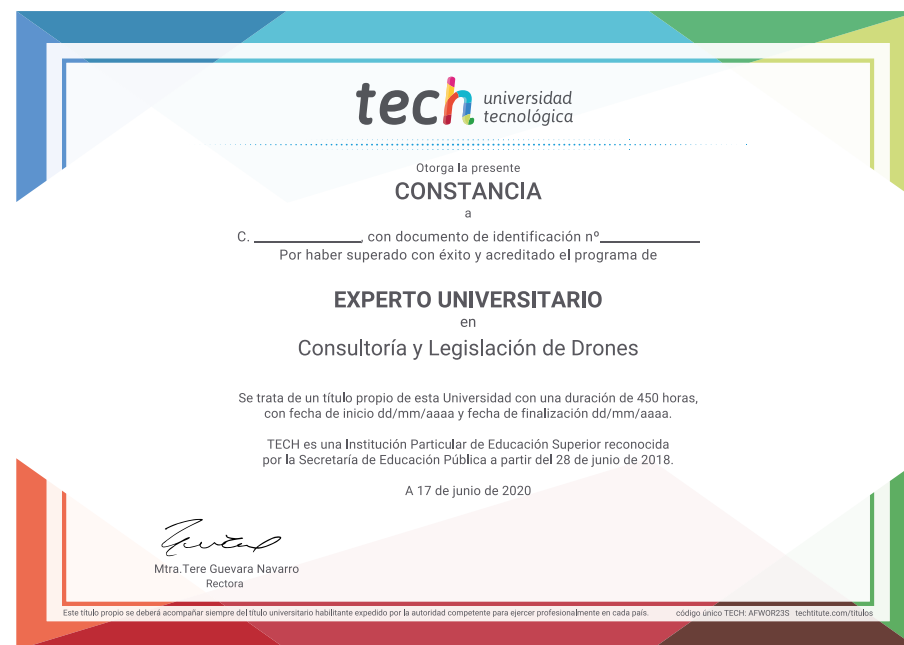 tech universidad
tecnológica
Otorga la presente
CONSTANCIA
a
C. ______________, con documento de identificación nº_____________
Por haber superado con éxito y acreditado el programa de
EXPERTO UNIVERSITARIO
en
Consultoría y Legislación de Drones
Se trata de un título propio de esta Universidad con una duración de 450 horas,
con fecha de inicio dd/mm/aaaa y fecha de finalización dd/mm/aaaa.
TECH es una Institución Particular de Educación Superior reconocida
por la Secretaría de Educación Pública a partir del 28 de junio de 2018.
A 17 de junio de 2020
Mtra.Tere Guevara Navarro
Rectora
Este título propio se deberá acompañar siempre del título universitario habilitante expedido por la autoridad competente para ejercer profesionalmente en cada país. código único TECH: AFWOR23S techtitute.com/titulos